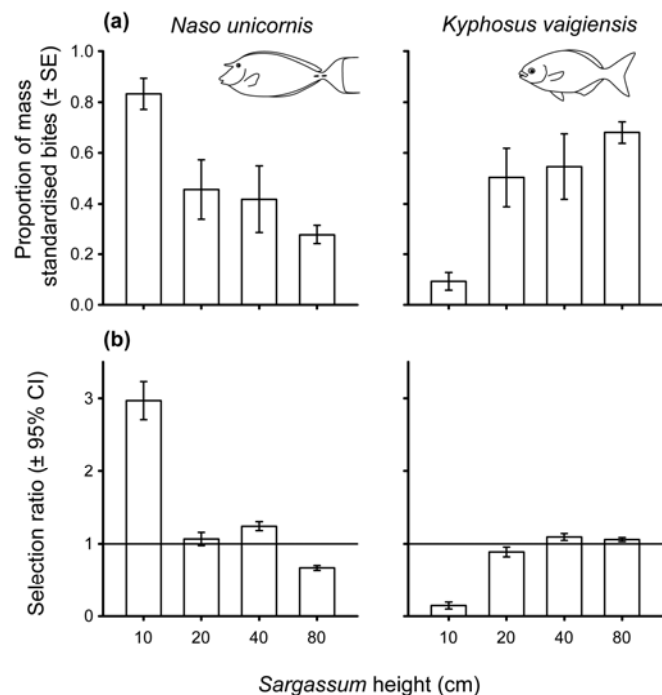 (a)
Naso unicornis
Kyphosus vaigiensis
Proportion of mass
standardised bites (± SE)
1.0
0.8
0.6
0.4
0.2
0.0
(b)
Selection ratio (± 95% CI)
3
2
1
0
10 20 40 80
10 20 40 80
Sargassum height (cm)